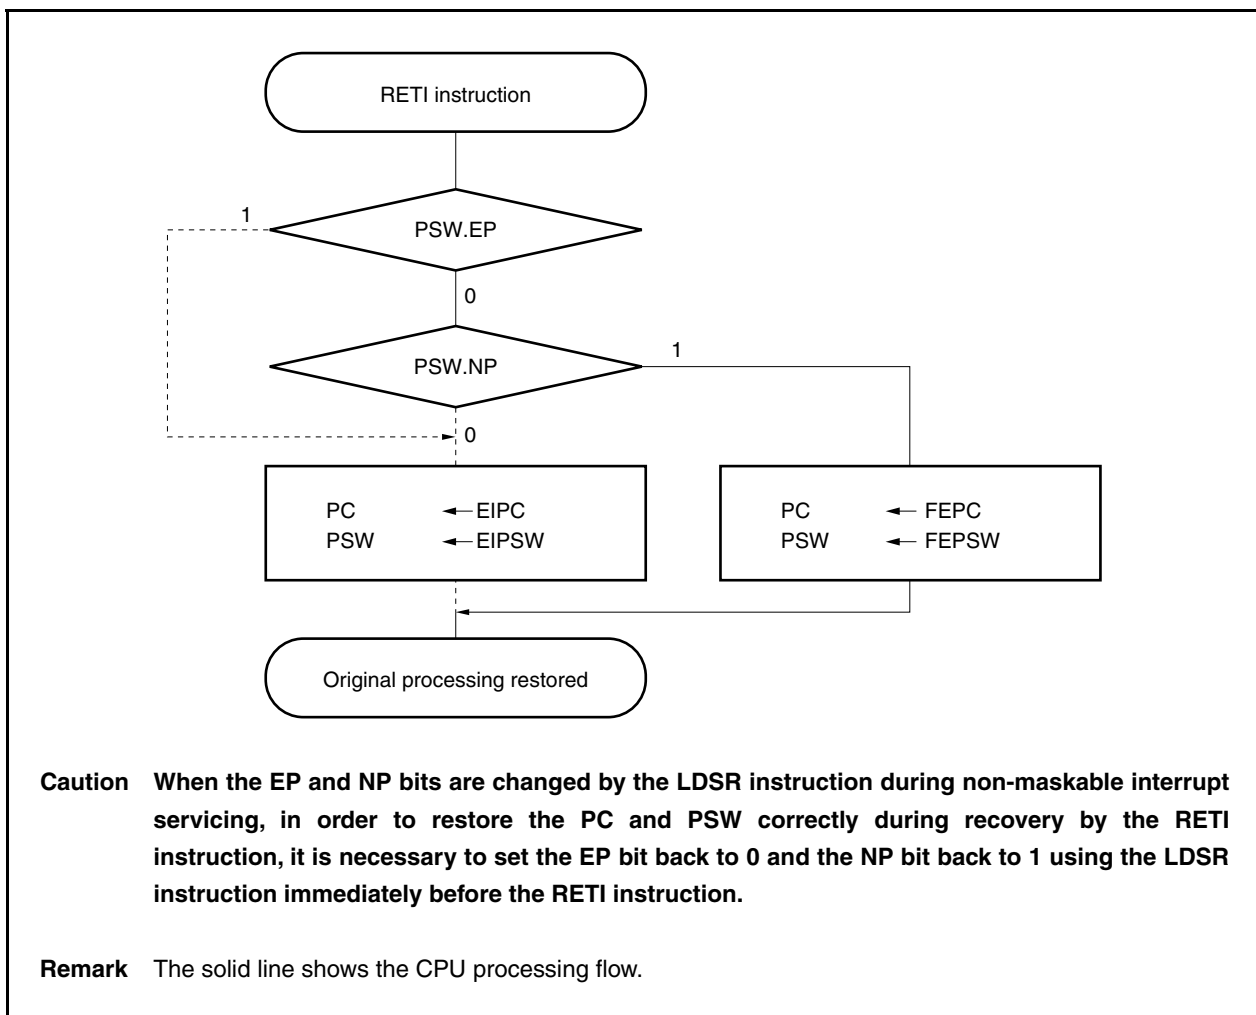 RETI instruction
1
PSW.EP
0
1
PSW.NP
0
PC EIPC
PSW EIPSW
PC FEPC
PSW FEPSW
Original processing restored
Caution When the EP and NP bits are changed by the LDSR instruction during non-maskable interrupt
servicing, in order to restore the PC and PSW correctly during recovery by the RETI
instruction, it is necessary to set the EP bit back to 0 and the NP bit back to 1 using the LDSR
instruction immediately before the RETI instruction.
Remark The solid line shows the CPU processing flow.